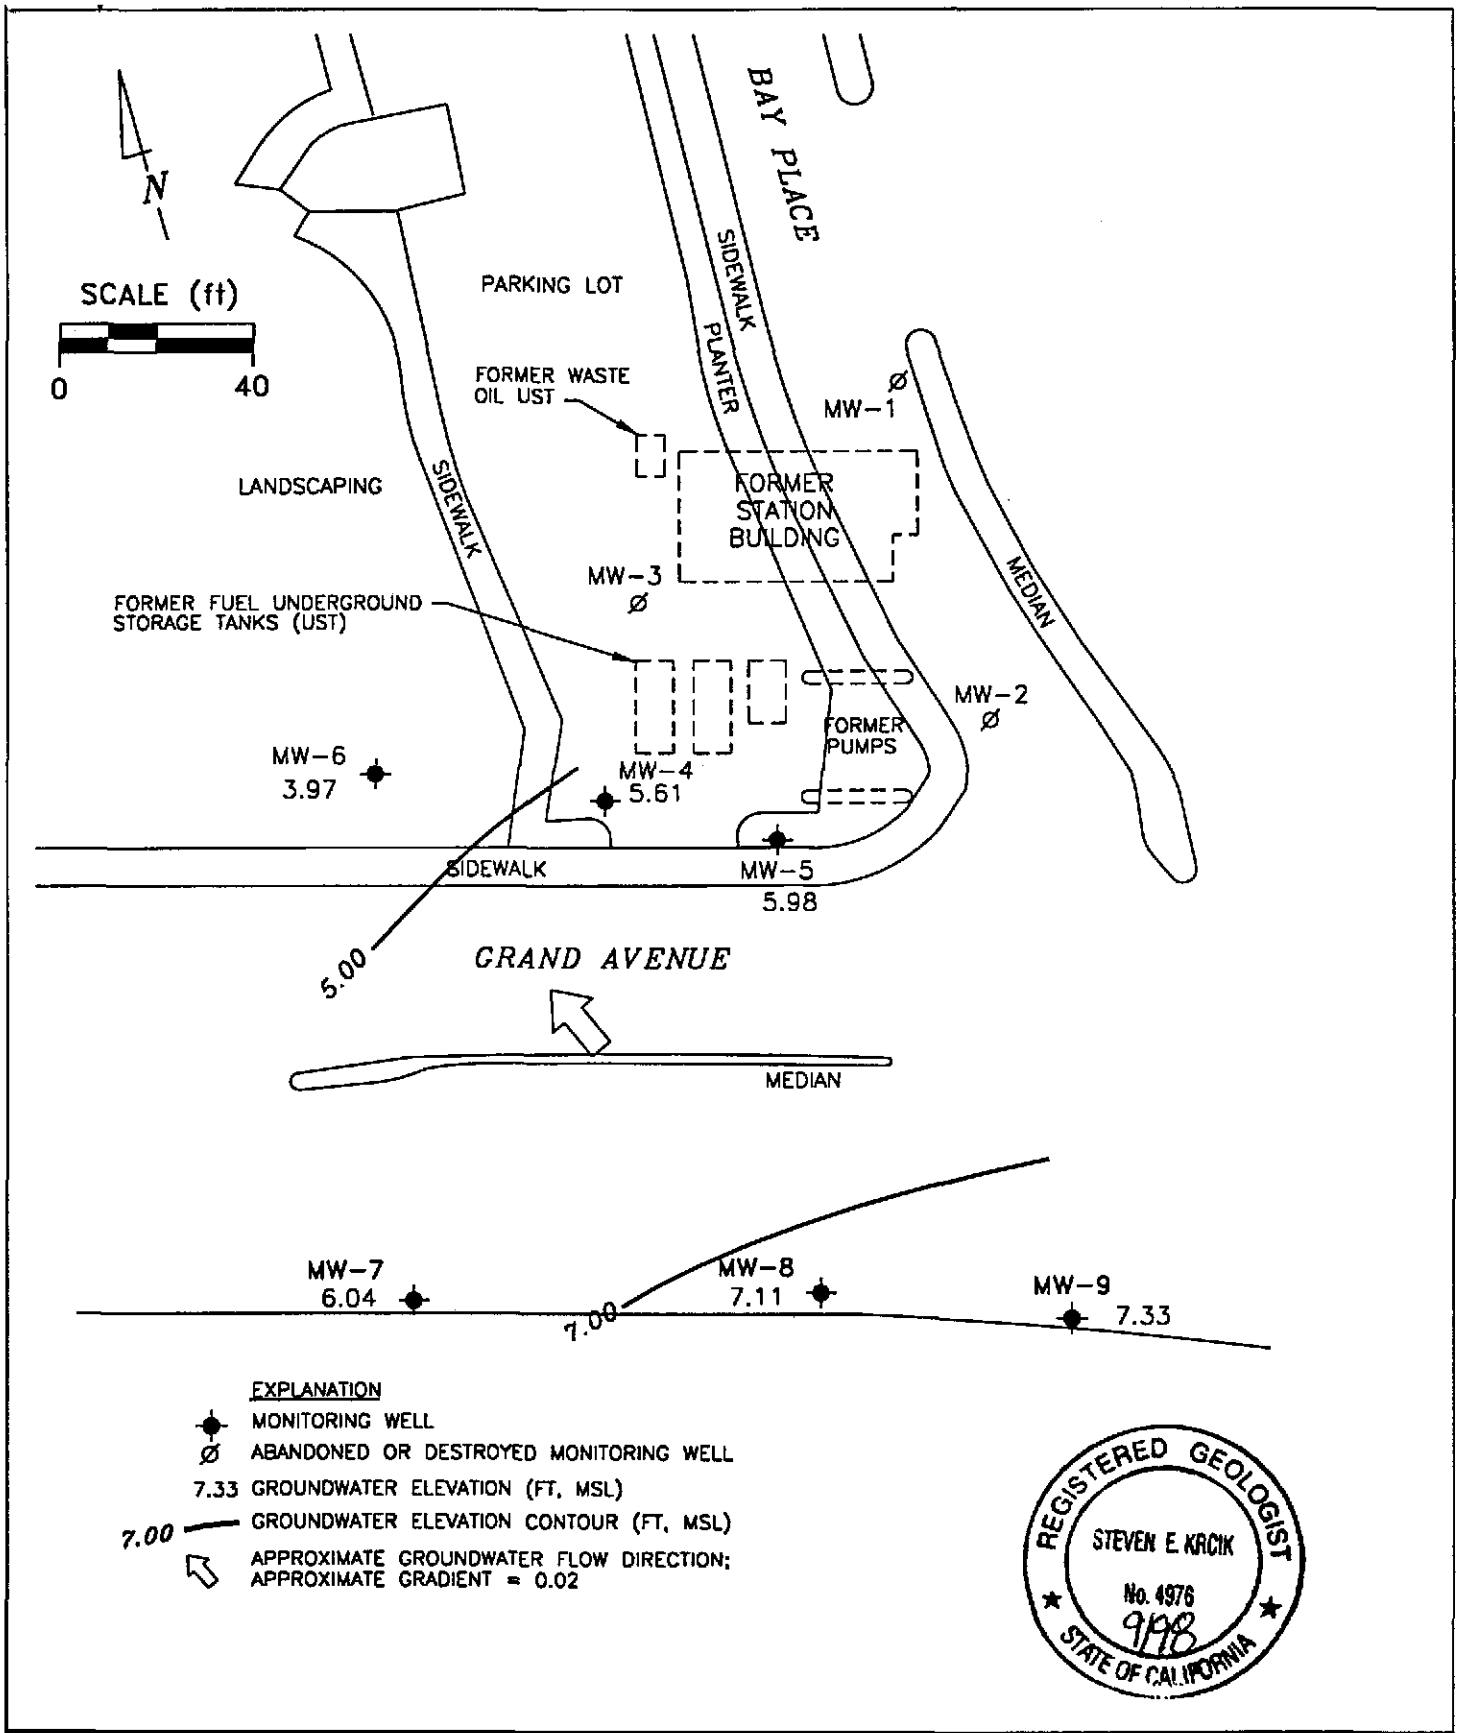 BAY PLACE
N
SCALE (ft)
0 40
PARKING LOT
SIDEWALK
PLANTER
FORMER WASTE
OIL UST
MW-1
LANDSCAPING
SIDEWALK
FORMER
STATION
BUILDING
MEDIAN
MW-3
FORMER FUEL UNDERGROUND
STORAGE TANKS (UST)
MW-2
FORMER
PUMPS
MW-6
3.97
MW-4
5.61
SIDEWALK
MW-5
5.98
5.00
GRAND AVENUE
MEDIAN
MW-7
6.04
MW-8
7.11
MW-9
7.33
7.00
EXPLANATION
MONITORING WELL
ABANDONED OR DESTROYED MONITORING WELL
7.33 GROUNDWATER ELEVATION (FT, MSL)
7.00 GROUNDWATER ELEVATION CONTOUR (FT, MSL)
APPROXIMATE GROUNDWATER FLOW DIRECTION;
APPROXIMATE GRADIENT = 0.02
REGISTERED GEOLOGIST
STEVEN E. KRCIK
No. 4976
STATE OF CALIFORNIA